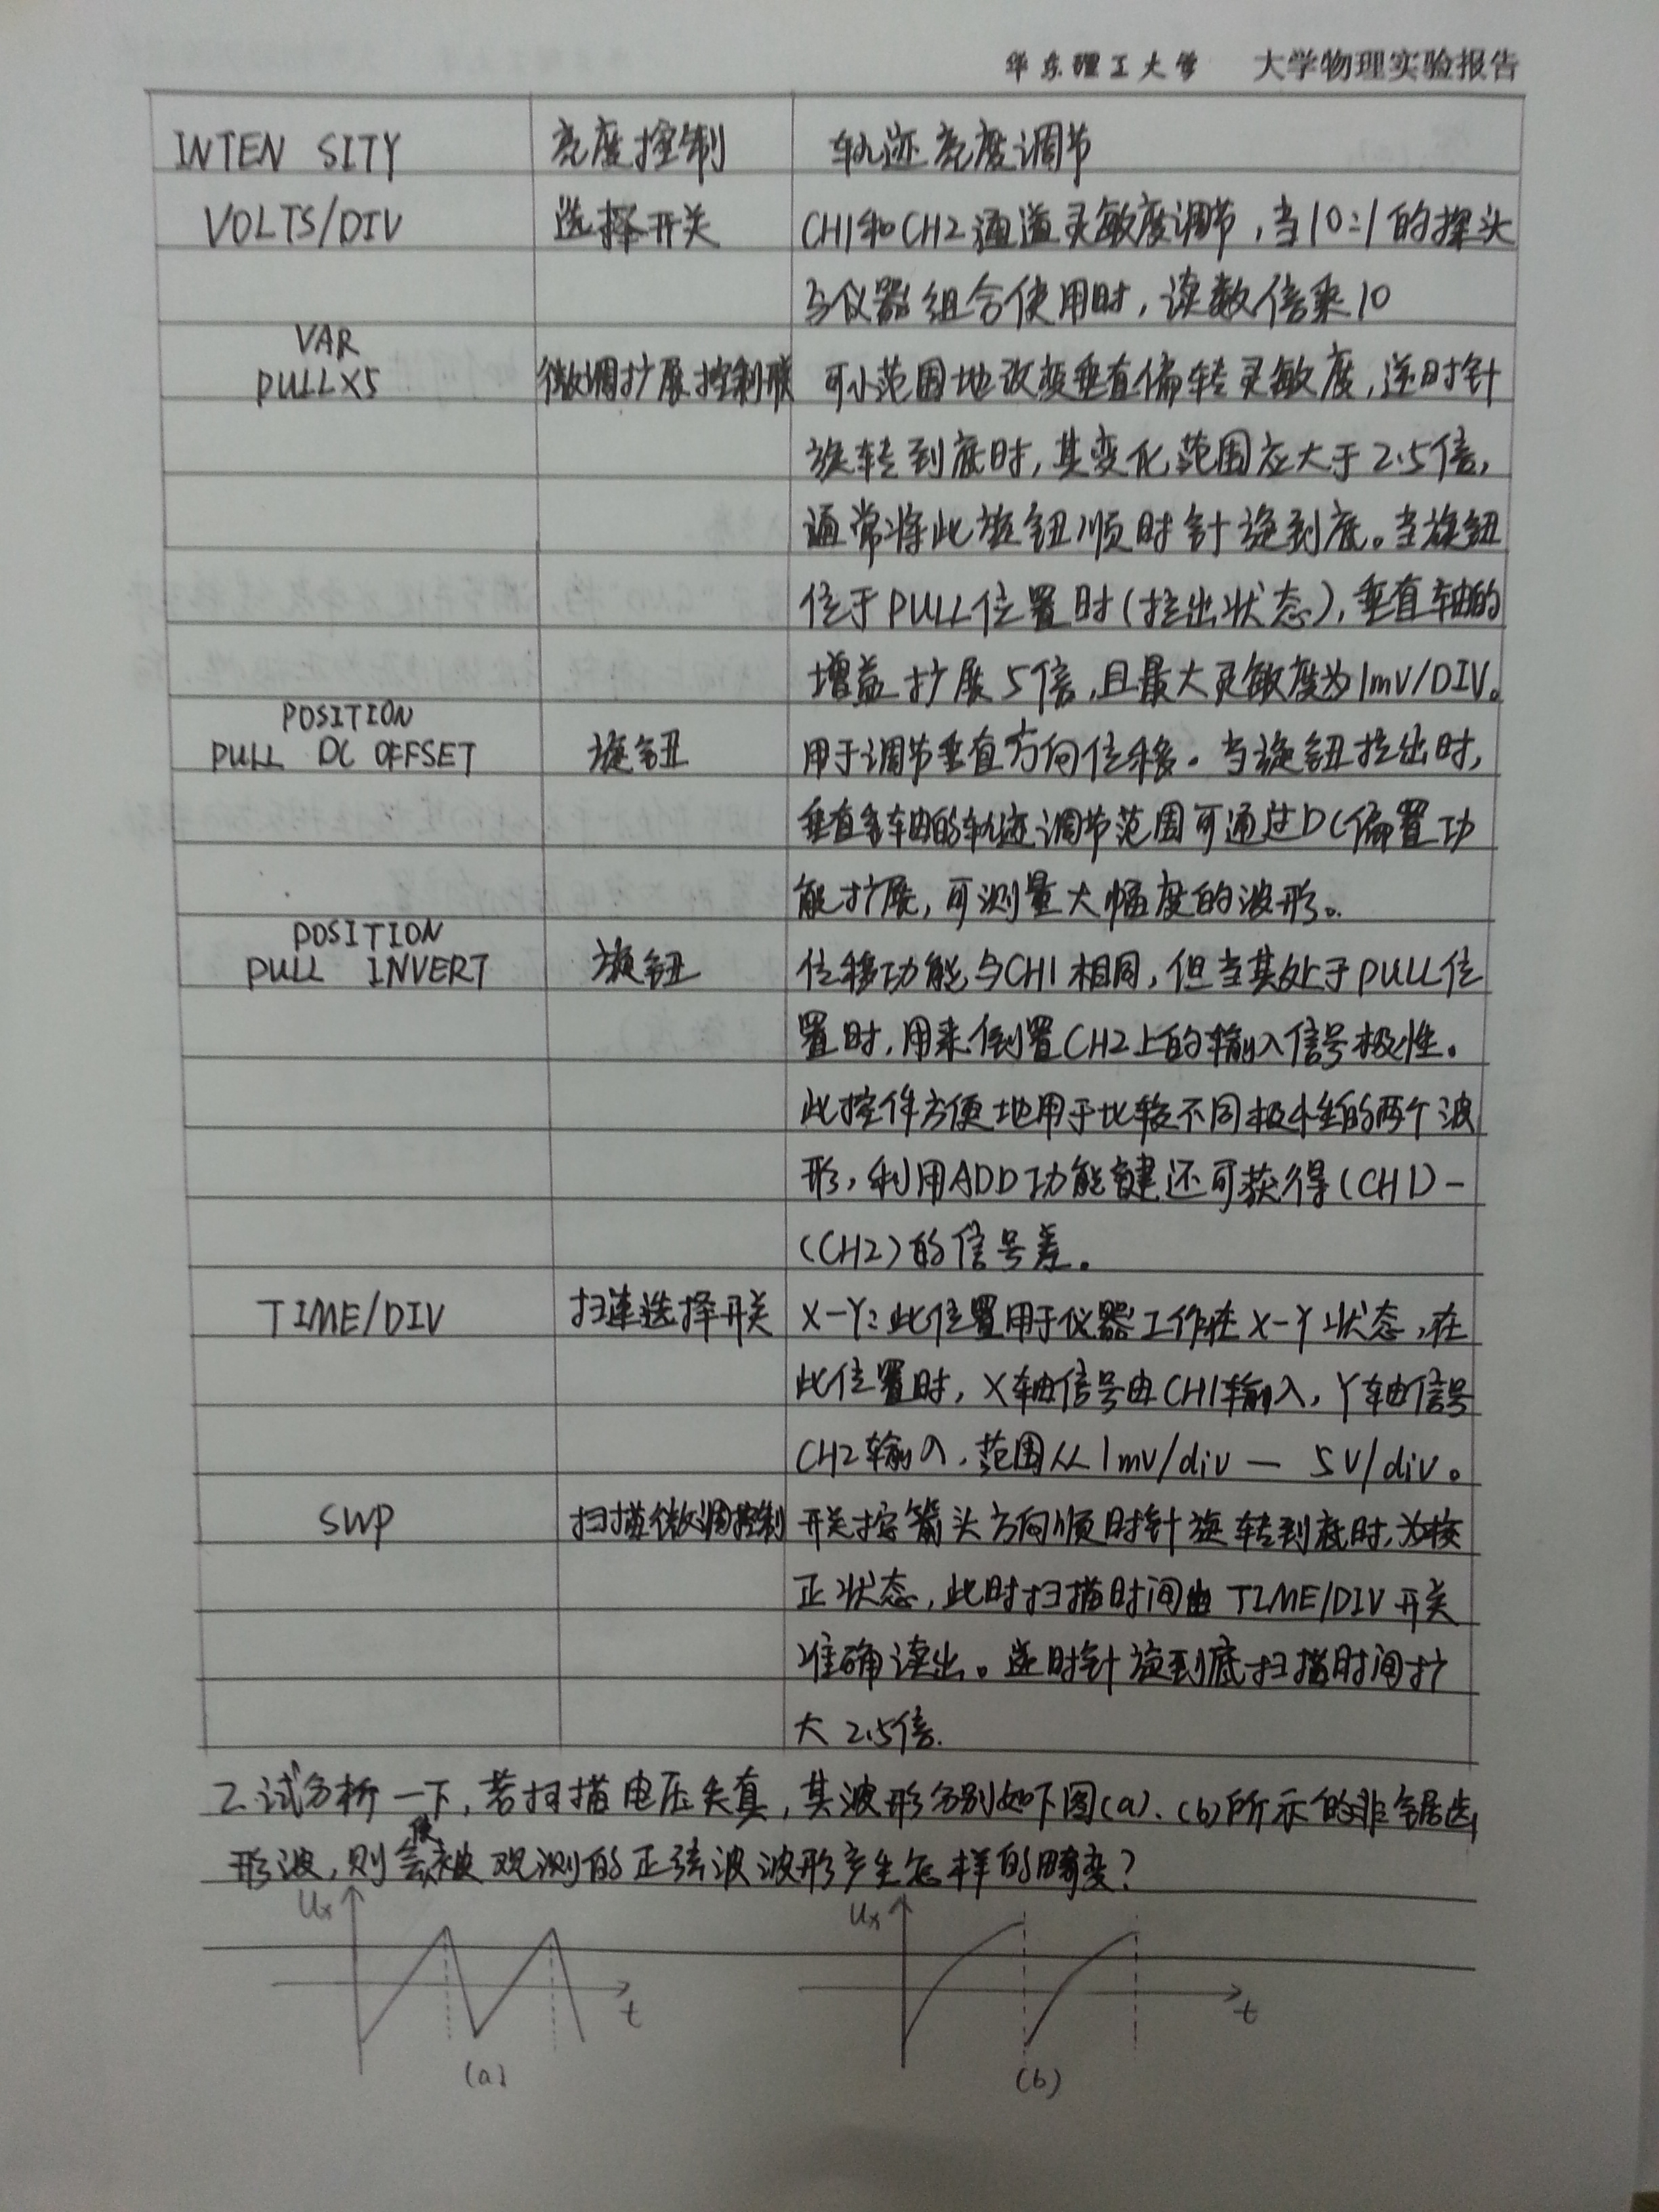 华东理工大学 大学物理实验报告
INTEN SITY 亮度控制 轨迹亮度调节
VOLTS/DIV 选择开关 CH1和CH2通道灵敏度调节,当10:1的探头
与仪器组合使用时,读数倍乘10
VAR
PULL×5 微调扩展控制联 可小范围地改变垂直偏转灵敏度,逆时针
旋转到底时,其变化范围应大于2.5倍,
通常将此旋钮顺时针旋到底。当旋钮
位于PULL位置时(拉出状态),垂直轴的
增益扩展5倍,且最大灵敏度为1mV/DIV。
POSITION
PULL DC OFFSET 旋钮 用于调节垂直方向位移。当旋钮拉出时,
垂直轴的轨迹调节范围可通过DC偏置功
能扩展,可测量大幅度的波形。
POSITION
PULL INVERT 旋钮 位移功能与CH1相同,但当其处于PULL位
置时,用来倒置CH2上的输入信号极性。
此控件方便地用于比较不同极性的两个波
形,利用ADD功能键还可获得(CH1)-
(CH2)的信号差。
TIME/DIV 扫速选择开关 X-Y:此位置用于仪器工作在X-Y状态,在
此位置时,X轴信号由CH1输入,Y轴信号
CH2输入,范围从1mV/div — 5V/div。
SWP 扫描微调控制 开关按箭头方向顺时针旋转到底时,为校
正状态,此时扫描时间由TIME/DIV开关
准确读出。逆时针旋到底扫描时间扩
大2.5倍.
2.试分析一下,若扫描电压失真,其波形分别如下图(a)、(b)所示的非锯齿
形波,则会使被观测的正弦波波形产生怎样的畸变?
Ux t (a)
Ux t (b)